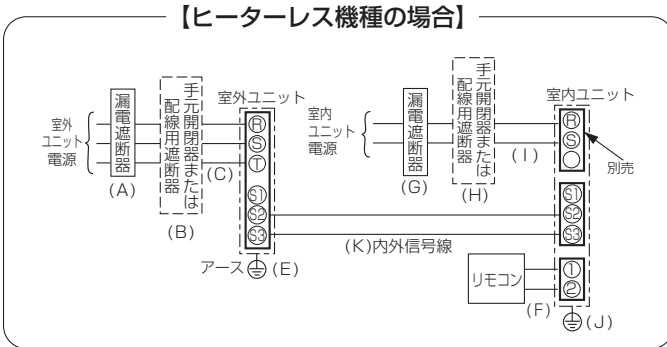 【ヒーターレス機種の場合】
室外
ユニット
電源
漏電遮断器
(A)
手元開閉器または
配線用遮断器
(B)
(C)
室外ユニット
R
S
T
S1
S2
S3
アース
(E)
室内
ユニット
電源
漏電遮断器
(G)
手元開閉器または
配線用遮断器
(H)
(I)
室内ユニット
R
S
別売
S1
S2
S3
(K)内外信号線
リモコン
(F)
1
2
(J)